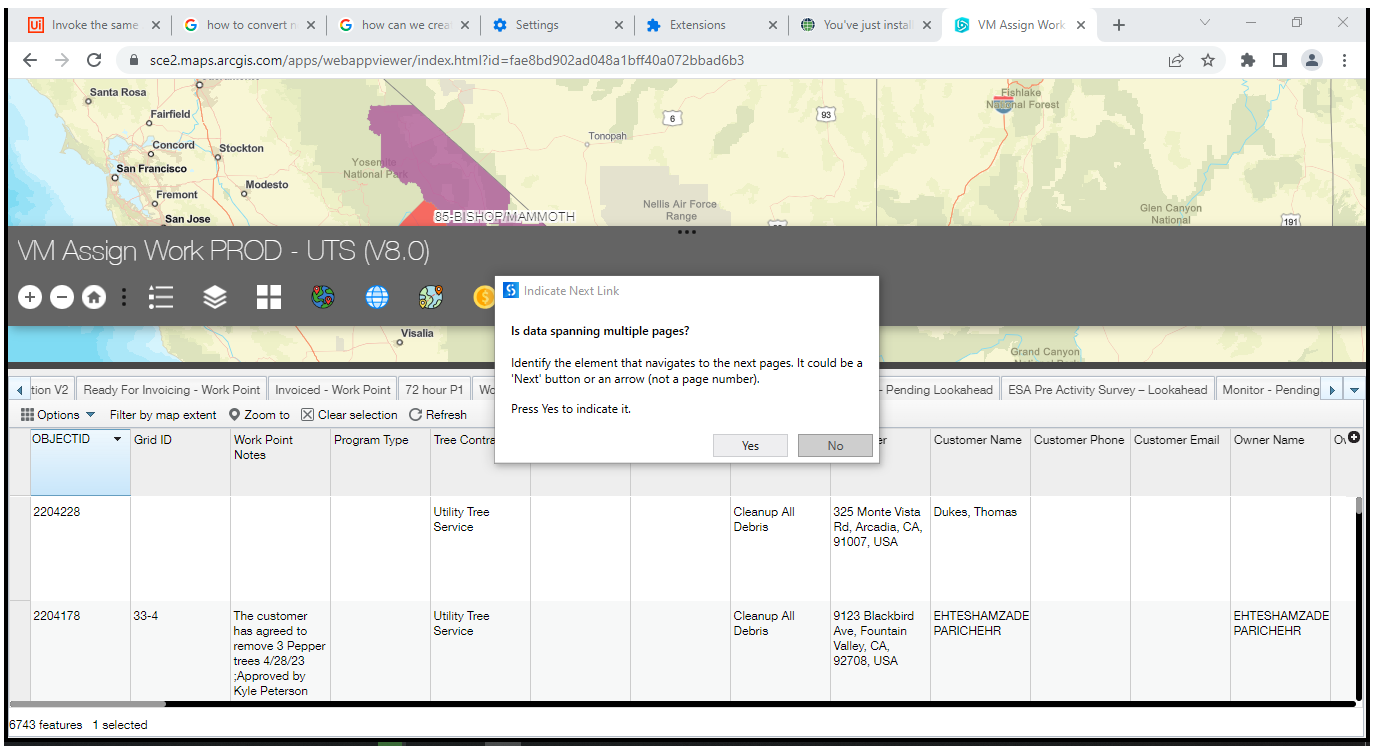 Invoke the same
how to convert n
how can we crea
Settings
Extensions
You've just install
VM Assign Work
sce2.maps.arcgis.com/apps/webappviewer/index.html?id=fae8bd902ad048a1bff40a072bbad6b3
Santa Rosa
Fairfield
Concord
Stockton
San Francisco
Modesto
Fremont
San Jose
Yosemite
National Park
Tonopah
6
93
Fishlake
National Forest
Nellis Air Force
Range
Glen Canyon
National
191
85-BISHOP/MAMMOTH
VM Assign Work PROD - UTS (V8.0)
Visalia
Grand Canyon
National Park
Indicate Next Link
Is data spanning multiple pages?
Identify the element that navigates to the next pages. It could be a
'Next' button or an arrow (not a page number).
Press Yes to indicate it.
Yes No
tion V2 Ready For Invoicing - Work Point Invoiced - Work Point 72 hour P1 Wo - Pending Lookahead ESA Pre Activity Survey – Lookahead Monitor - Pending
Options Filter by map extent Zoom to Clear selection Refresh
OBJECTID Grid ID Work Point Program Type Tree Contra er Customer Name Customer Phone Customer Email Owner Name
Notes
2204228 Utility Tree Cleanup All 325 Monte Vista Dukes, Thomas
Service Debris Rd, Arcadia, CA,
91007, USA
2204178 33-4 The customer Utility Tree Cleanup All 9123 Blackbird EHTESHAMZADE EHTESHAMZADE
has agreed to Service Debris Ave, Fountain PARICHEHR PARICHEHR
remove 3 Pepper Valley, CA,
trees 4/28/23 92708, USA
;Approved by
Kyle Peterson
6743 features 1 selected